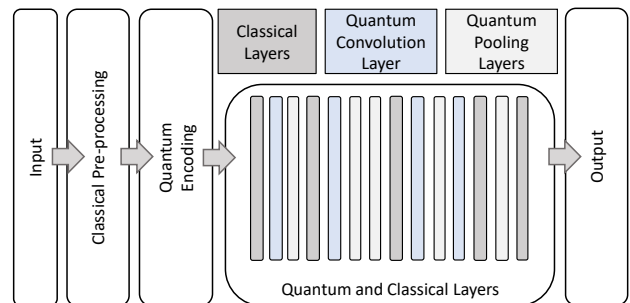 Input
Classical Pre-processing
Quantum
Encoding
Classical
Layers
Quantum
Convolution
Layer
Quantum
Pooling
Layers
Quantum and Classical Layers
Output